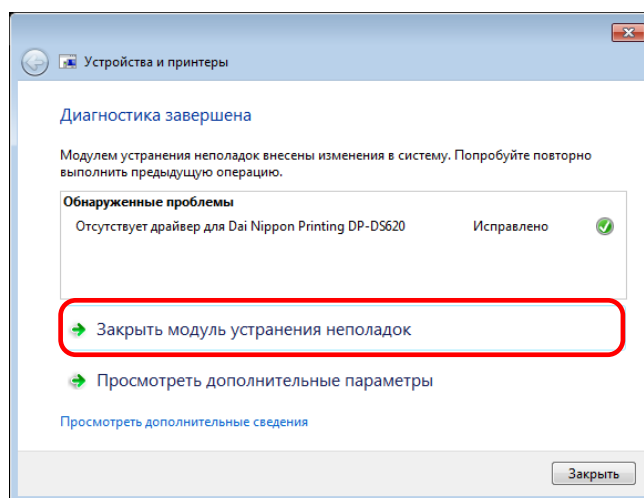 Устройства и принтеры
Диагностика завершена
Модулем устранения неполадок внесены изменения в систему. Попробуйте повторно
выполнить предыдущую операцию.
Обнаруженные проблемы
Отсутствует драйвер для Dai Nippon Printing DP-DS620 Исправлено
Закрыть модуль устранения неполадок
Просмотреть дополнительные параметры
Просмотреть дополнительные сведения
Закрыть